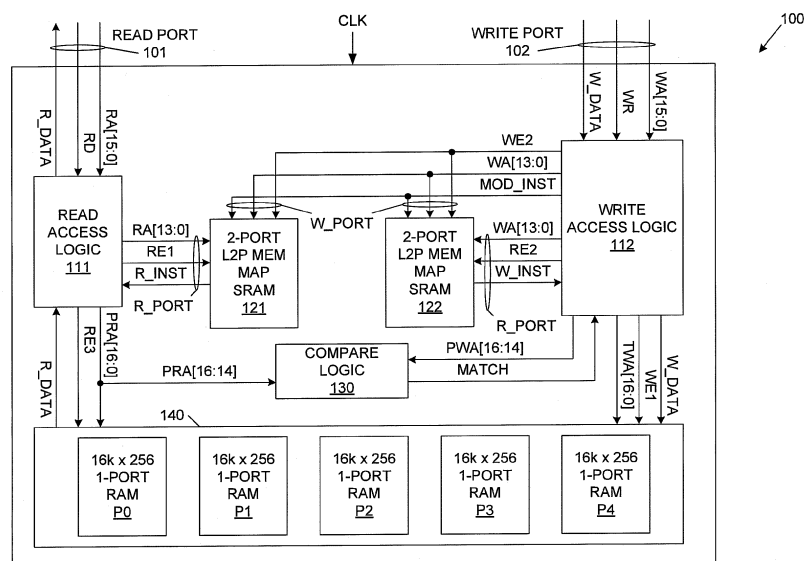 CLK
100
READ PORT
101
WRITE PORT
102
R_DATA
RD
RA[15:0]
W_DATA
WR
WA[15:0]
WE2
WA[13:0]
MOD_INST
READ
ACCESS
LOGIC
111
RA[13:0]
RE1
R_INST
R_PORT
W_PORT
2-PORT
L2P MEM
MAP
SRAM
121
2-PORT
L2P MEM
MAP
SRAM
122
WA[13:0]
RE2
W_INST
R_PORT
WRITE
ACCESS LOGIC
112
R_DATA
RE3
PRA[16:0]
PRA[16:14]
COMPARE
LOGIC
130
PWA[16:14]
MATCH
TWA[16:0]
WE1
W_DATA
140
16k x 256
1-PORT
RAM
P0
16k x 256
1-PORT
RAM
P1
16k x 256
1-PORT
RAM
P2
16k x 256
1-PORT
RAM
P3
16k x 256
1-PORT
RAM
P4